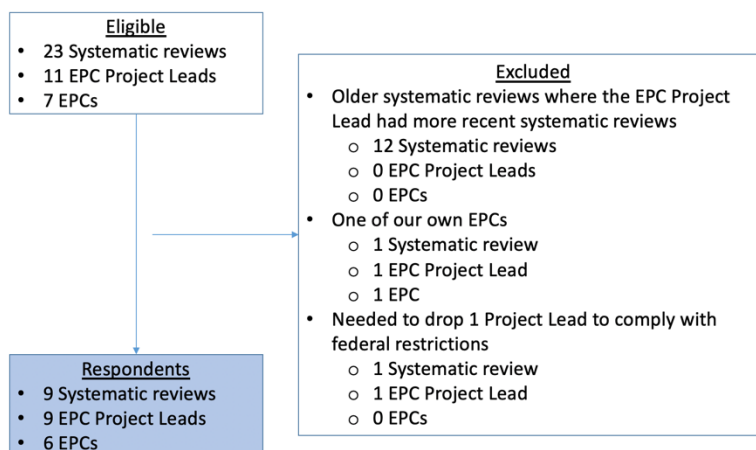 Eligible
• 23 Systematic reviews
• 11 EPC Project Leads
• 7 EPCs
Excluded
• Older systematic reviews where the EPC Project
Lead had more recent systematic reviews
o 12 Systematic reviews
o 0 EPC Project Leads
o 0 EPCs
• One of our own EPCs
o 1 Systematic review
o 1 EPC Project Lead
o 1 EPC
• Needed to drop 1 Project Lead to comply with
federal restrictions
o 1 Systematic review
o 1 EPC Project Lead
o 0 EPCs
Respondents
• 9 Systematic reviews
• 9 EPC Project Leads
• 6 EPCs